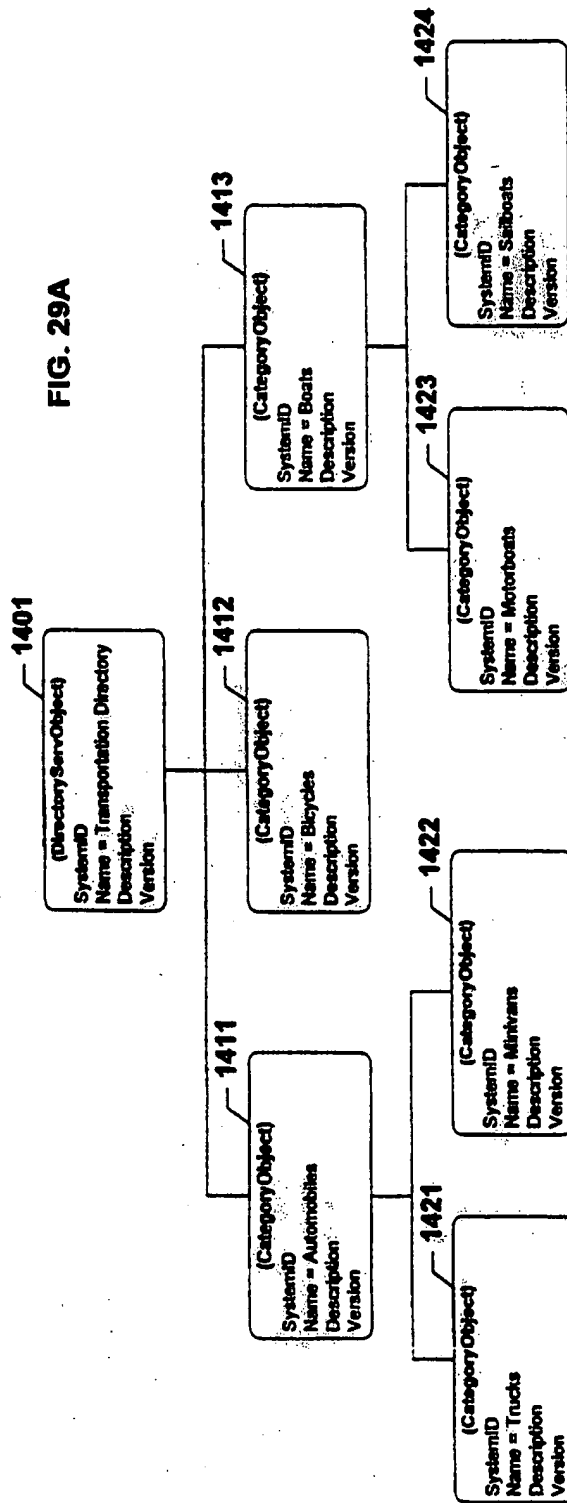 FIG. 29A
1401
(DirectoryServObject)
SystemID
Name = Transportation Directory
Description
Version
1411
(CategoryObject)
SystemID
Name = Automobiles
Description
Version
1412
(CategoryObject)
SystemID
Name = Bicycles
Description
Version
1413
(CategoryObject)
SystemID
Name = Boats
Description
Version
1421
(CategoryObject)
SystemID
Name = Trucks
Description
Version
1422
(CategoryObject)
SystemID
Name = Minivans
Description
Version
1423
(CategoryObject)
SystemID
Name = Motorboats
Description
Version
1424
(CategoryObject)
SystemID
Name = Sailboats
Description
Version